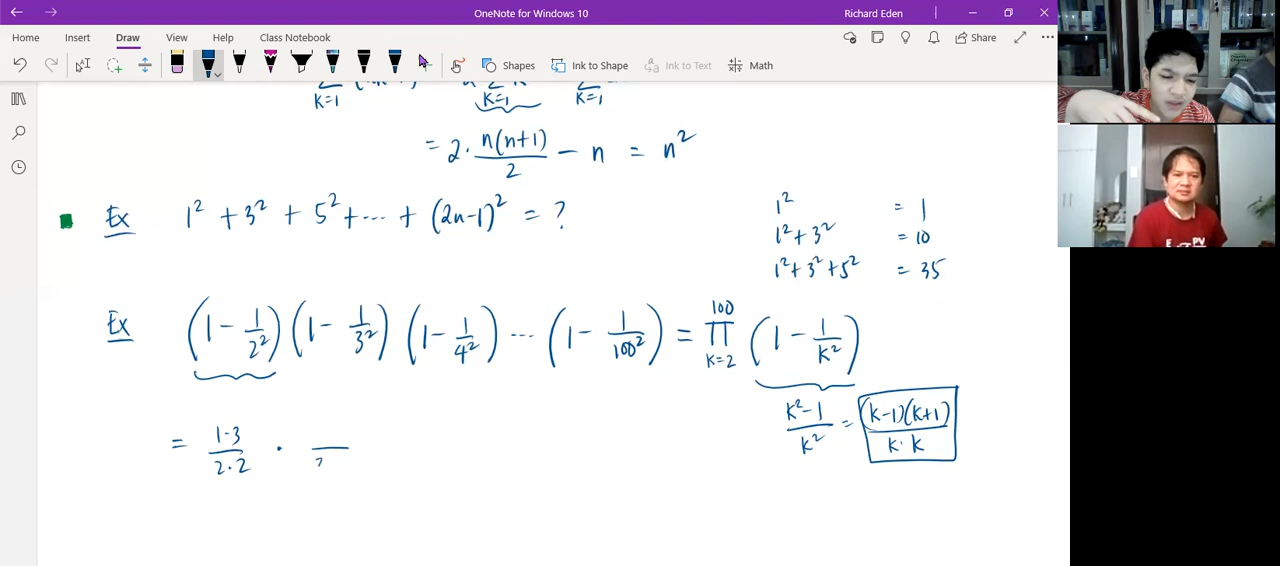 OneNote for Windows 10
Richard Eden
Home Insert Draw View Help Class Notebook
Share
Shapes
Ink to Shape
Ink to Text
Math
K=1 K=1 K=1
= 2 · n(n+1)/2 − n = n²
Ex 1² + 3² + 5² + ··· + (2n−1)² = ?
1² = 1
1² + 3² = 10
1² + 3² + 5² = 35
Ex (1 − 1/2²)(1 − 1/3²)(1 − 1/4²) ··· (1 − 1/100²) = ∏_{K=2}^{100} (1 − 1/K²)
K²−1/K² = (K−1)(K+1)/K·K
= 1·3/2·2 ·